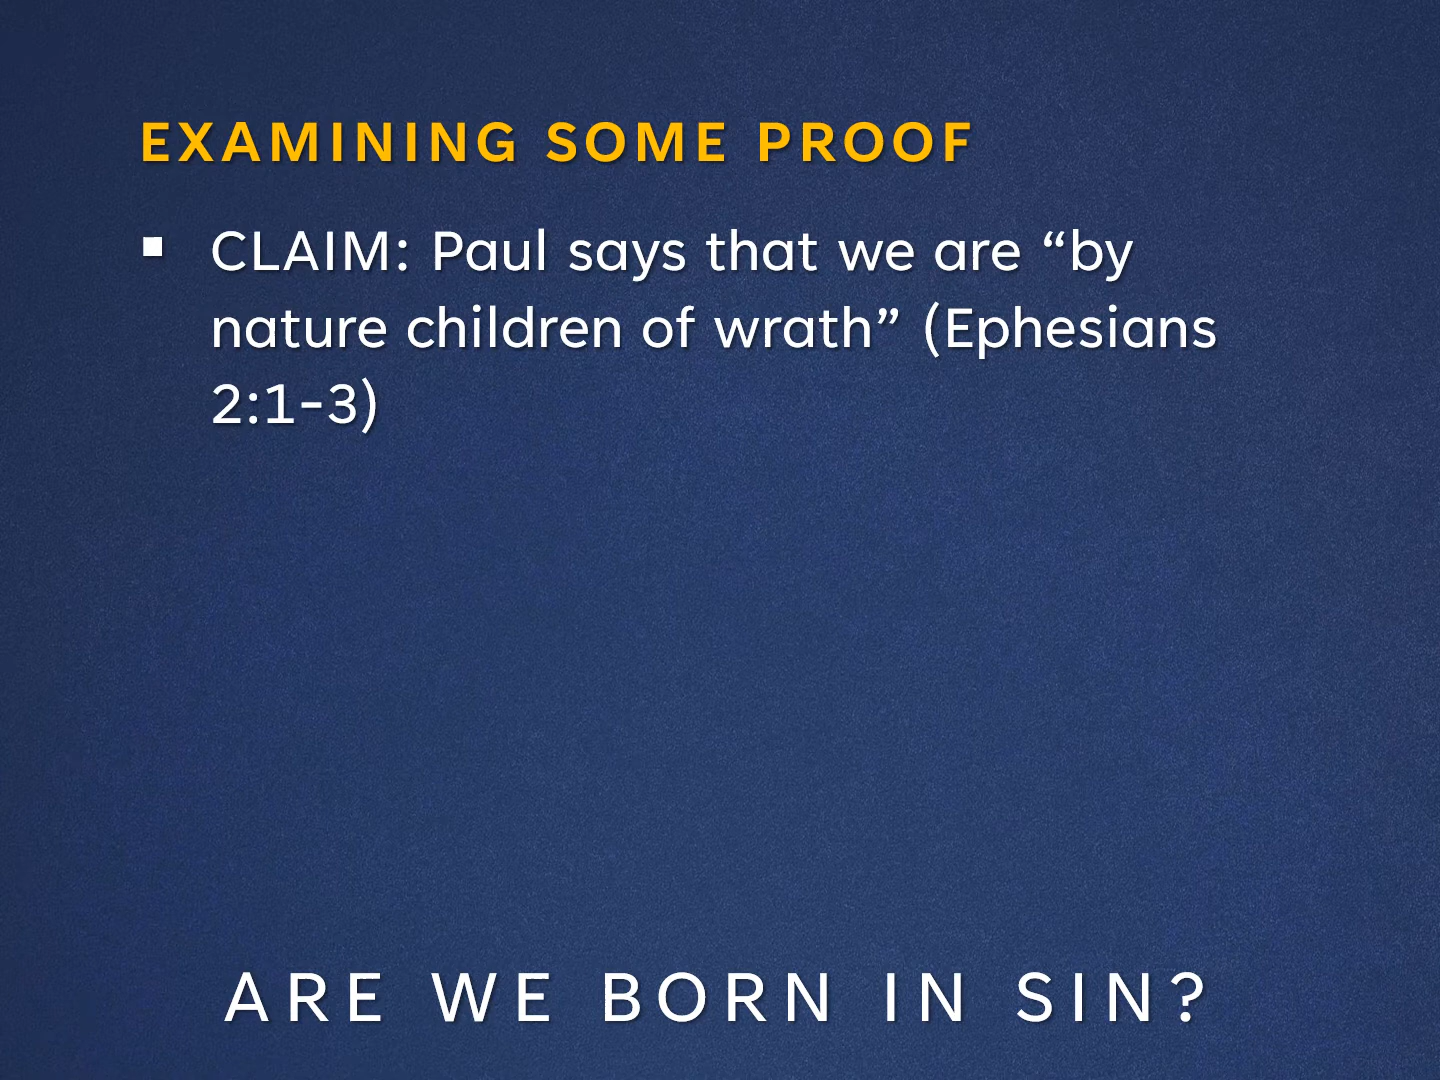 EXAMINING SOME PROOF
▪ CLAIM: Paul says that we are “by
nature children of wrath” (Ephesians
2:1-3)
ARE WE BORN IN SIN?